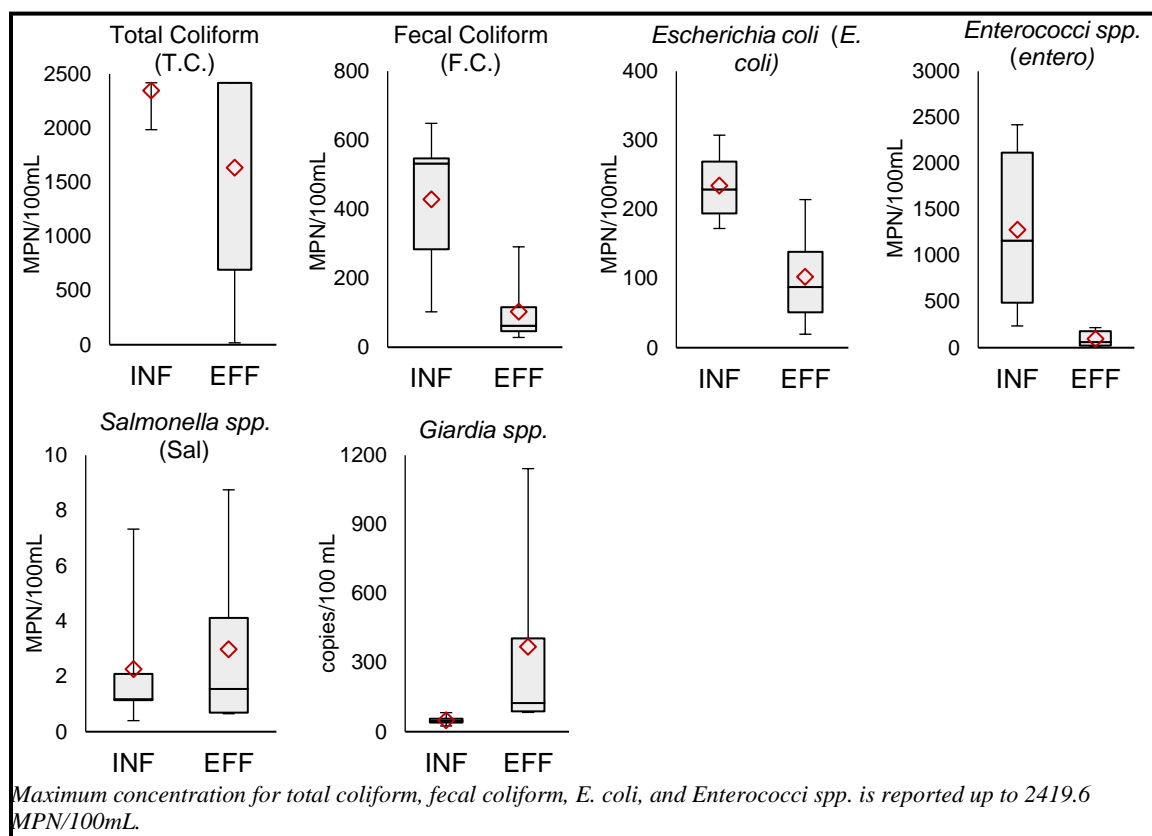 Total Coliform
(T.C.)
2500
2000
1500
1000
500
0
MPN/100mL
INF EFF
Fecal Coliform
(F.C.)
800
600
400
200
0
MPN/100mL
INF EFF
Escherichia coli (E.
coli)
400
300
200
100
0
MPN/100mL
INF EFF
Enterococci spp.
(entero)
3000
2500
2000
1500
1000
500
0
MPN/100mL
INF EFF
Salmonella spp.
(Sal)
10
8
6
4
2
0
MPN/100mL
INF EFF
Giardia spp.
1200
900
600
300
0
copies/100 mL
INF EFF
Maximum concentration for total coliform, fecal coliform, E. coli, and Enterococci spp. is reported up to 2419.6
MPN/100mL.